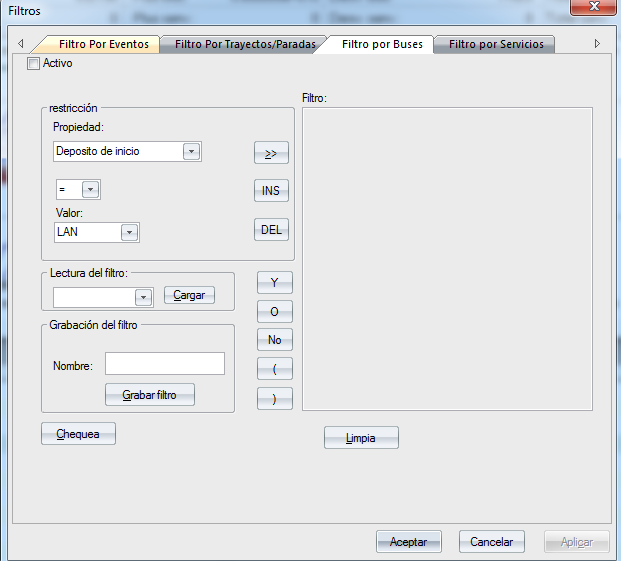 Filtros
Filtro Por Eventos
Filtro Por Trayectos/Paradas
Filtro por Buses
Filtro por Servicios
Activo
Filtro:
restricción
Propiedad:
Deposito de inicio
>>
=
INS
Valor:
LAN
DEL
Lectura del filtro:
Cargar
Y
O
Grabación del filtro
No
Nombre:
(
Grabar filtro
)
Chequea
Limpia
Aceptar
Cancelar
Aplicar